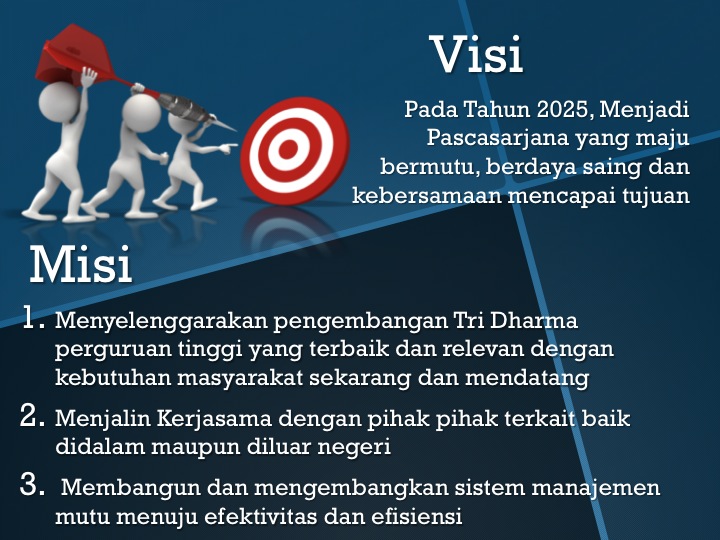 Visi
Pada Tahun 2025, Menjadi
Pascasarjana yang maju
bermutu, berdaya saing dan
kebersamaan mencapai tujuan
Misi
1. Menyelenggarakan pengembangan Tri Dharma
perguruan tinggi yang terbaik dan relevan dengan
kebutuhan masyarakat sekarang dan mendatang
2. Menjalin Kerjasama dengan pihak pihak terkait baik
didalam maupun diluar negeri
3. Membangun dan mengembangkan sistem manajemen
mutu menuju efektivitas dan efisiensi